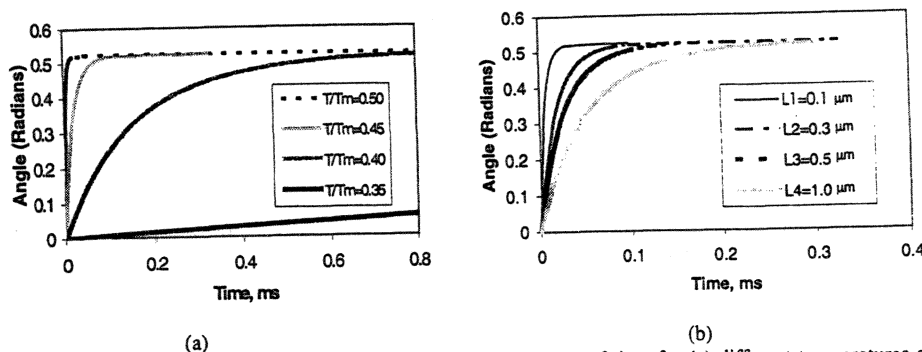 0.6
0.5
0.4
0.3
0.2
0.1
0
Angle (Radians)
T/Tm=0.50
T/Tm=0.45
T/Tm=0.40
T/Tm=0.35
0 0.2 0.4 0.6 0.8
Time, ms
(a)
0.6
0.5
0.4
0.3
0.2
0.1
0
Angle (Radians)
L1=0.1 μm
L2=0.3 μm
L3=0.5 μm
L4=1.0 μm
0 0.1 0.2 0.3 0.4
Time, ms
(b)